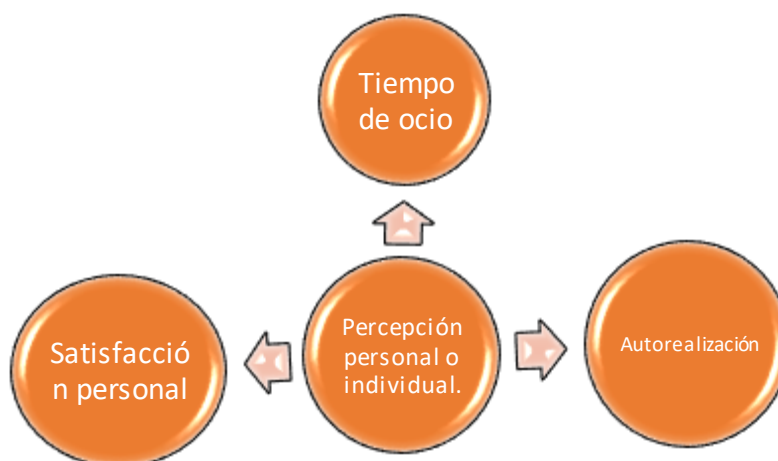 Tiempo
de ocio
Satisfacció
n personal
Percepción
personal o
individual.
Autorealización